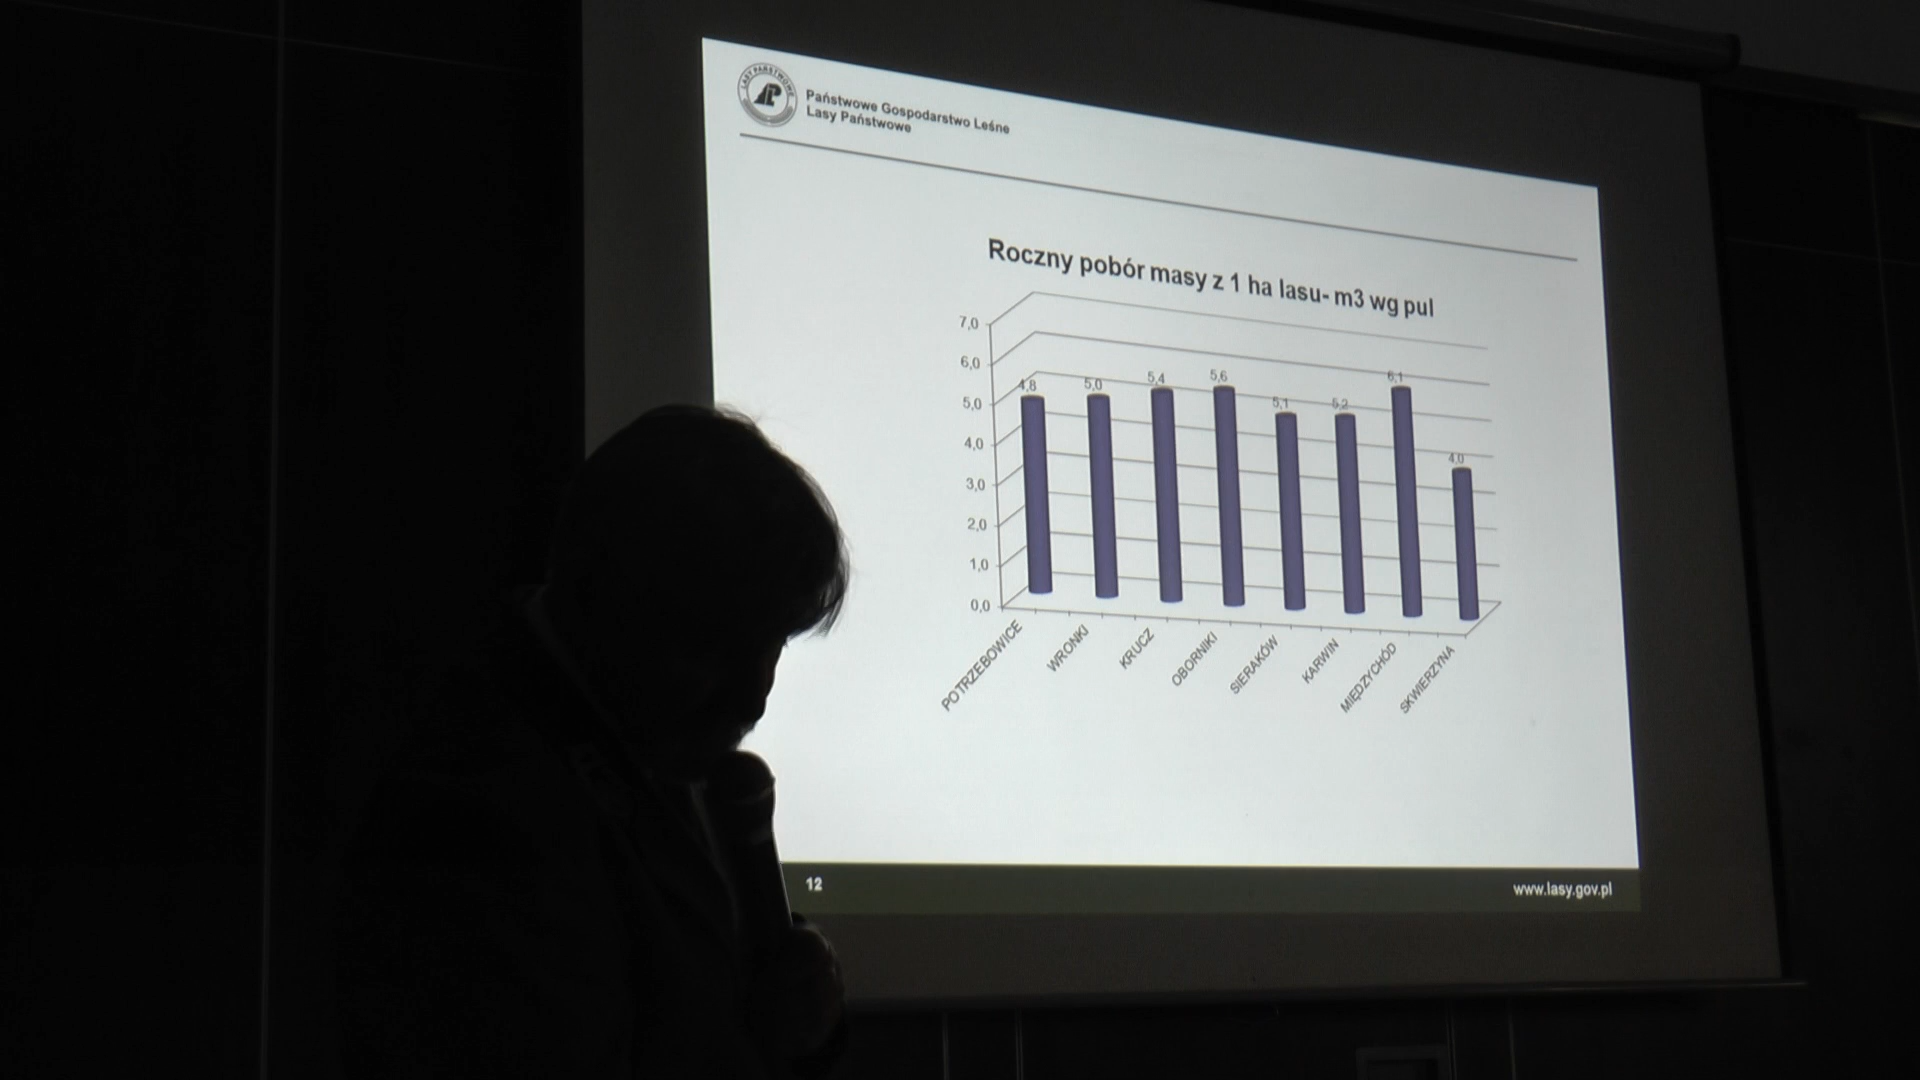 LASY PAŃSTWOWE
Państwowe Gospodarstwo Leśne
Lasy Państwowe
Roczny pobór masy z 1 ha lasu- m3 wg pul
7,0
6,0
5,0
4,0
3,0
2,0
1,0
0,0
4,8
5,0
5,4
5,6
5,1
5,2
6,1
4,0
POTRZEBOWICE
WRONKI
KRUCZ
OBORNIKI
SIERAKÓW
KARWIN
MIĘDZYCHÓD
SKWIERZYNA
12
www.lasy.gov.pl